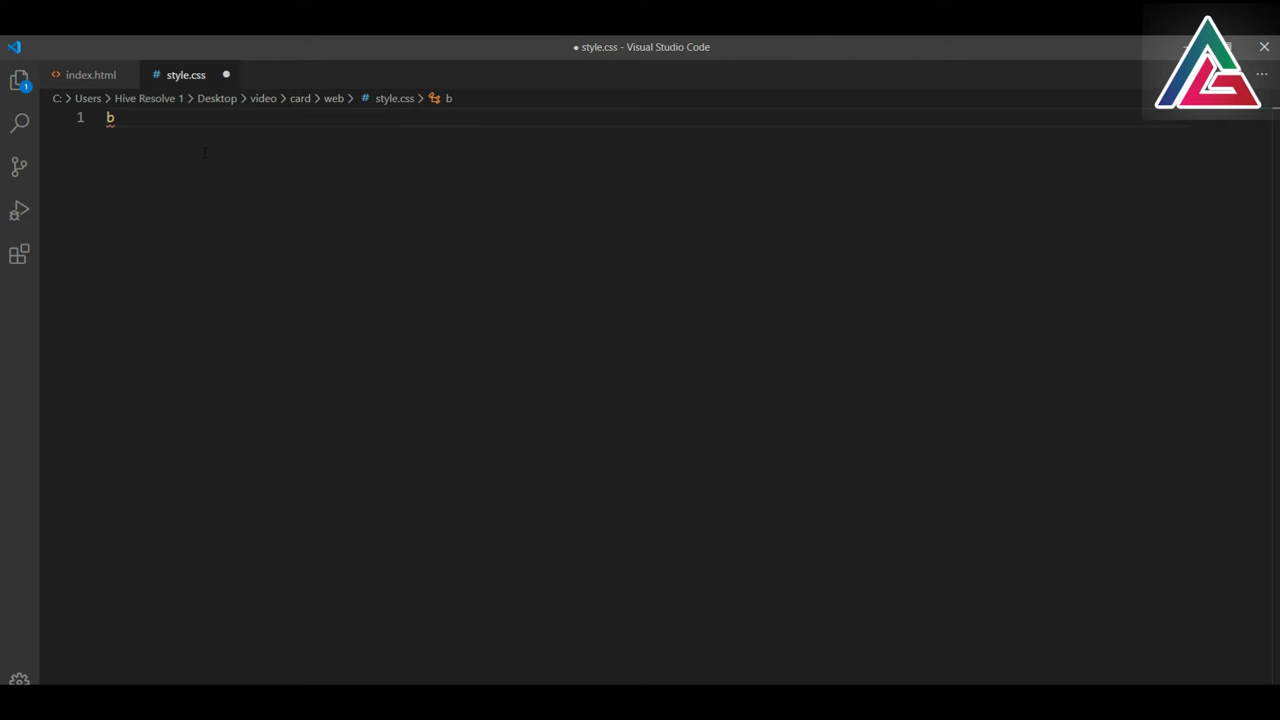 ● style.css - Visual Studio Code
index.html
style.css
C: > Users > Hive Resolve 1 > Desktop > video > card > web > # style.css > b
1
1 b